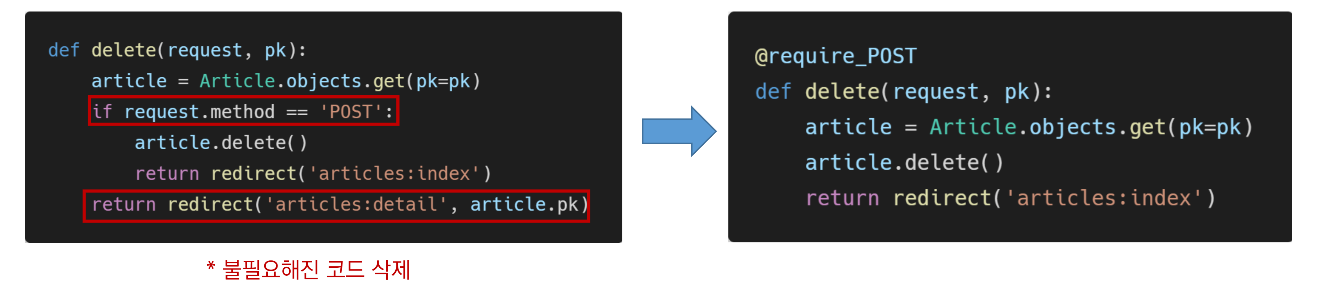 def delete(request, pk):
    article = Article.objects.get(pk=pk)
    if request.method == 'POST':
        article.delete()
        return redirect('articles:index')
    return redirect('articles:detail', article.pk)
* 불필요해진 코드 삭제
@require_POST
def delete(request, pk):
    article = Article.objects.get(pk=pk)
    article.delete()
    return redirect('articles:index')